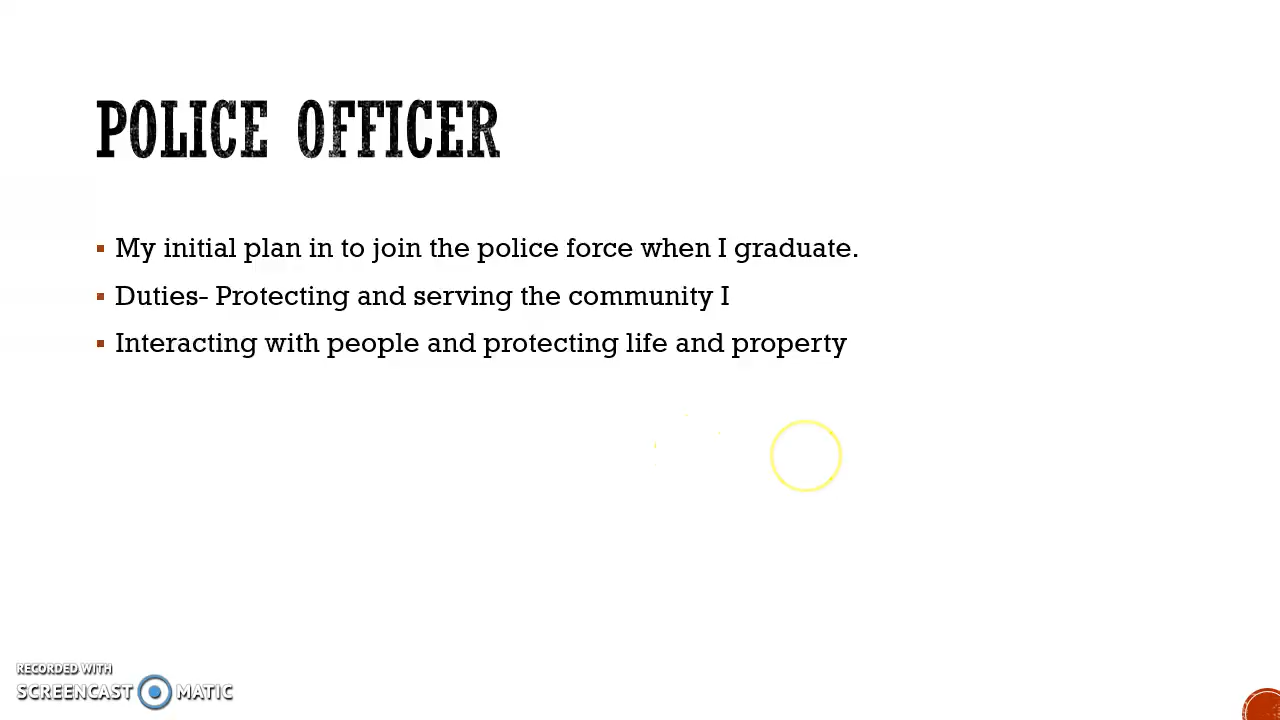 POLICE OFFICER
My initial plan in to join the police force when I graduate.
Duties- Protecting and serving the community I
Interacting with people and protecting life and property
RECORDED WITH
SCREENCAST MATIC